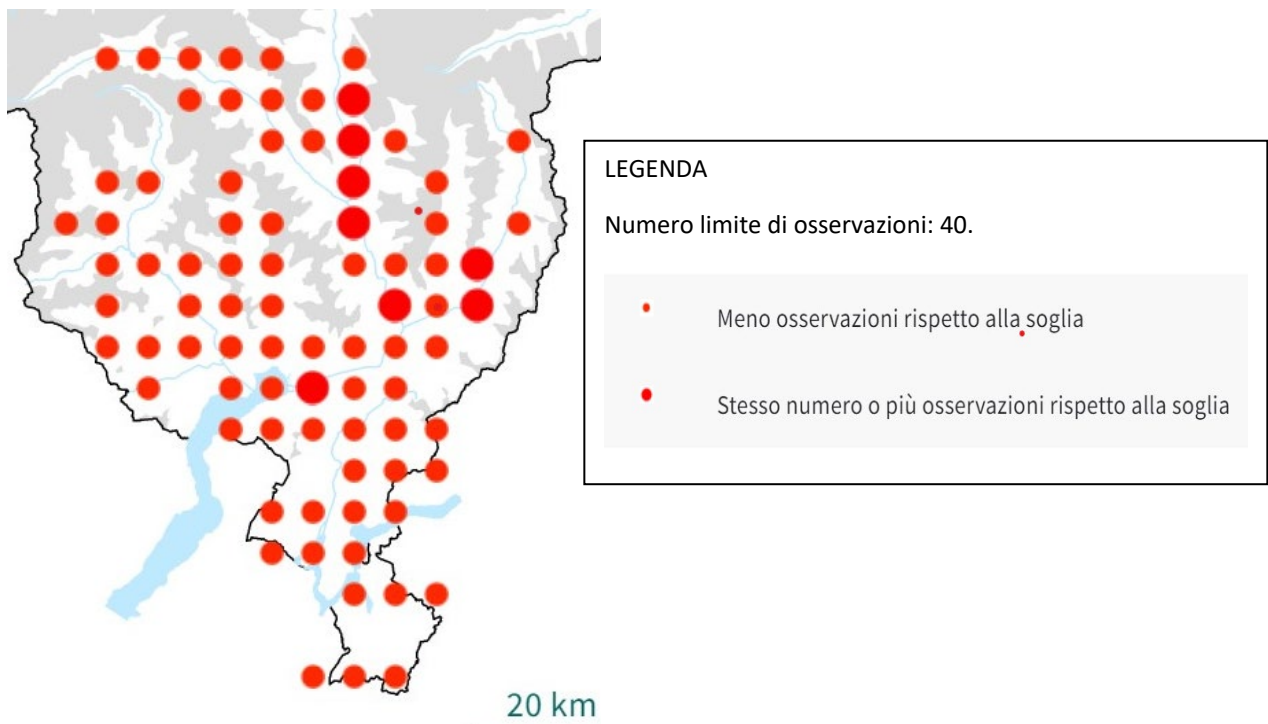 LEGENDA
Numero limite di osservazioni: 40.
Meno osservazioni rispetto alla soglia
Stesso numero o più osservazioni rispetto alla soglia
20 km